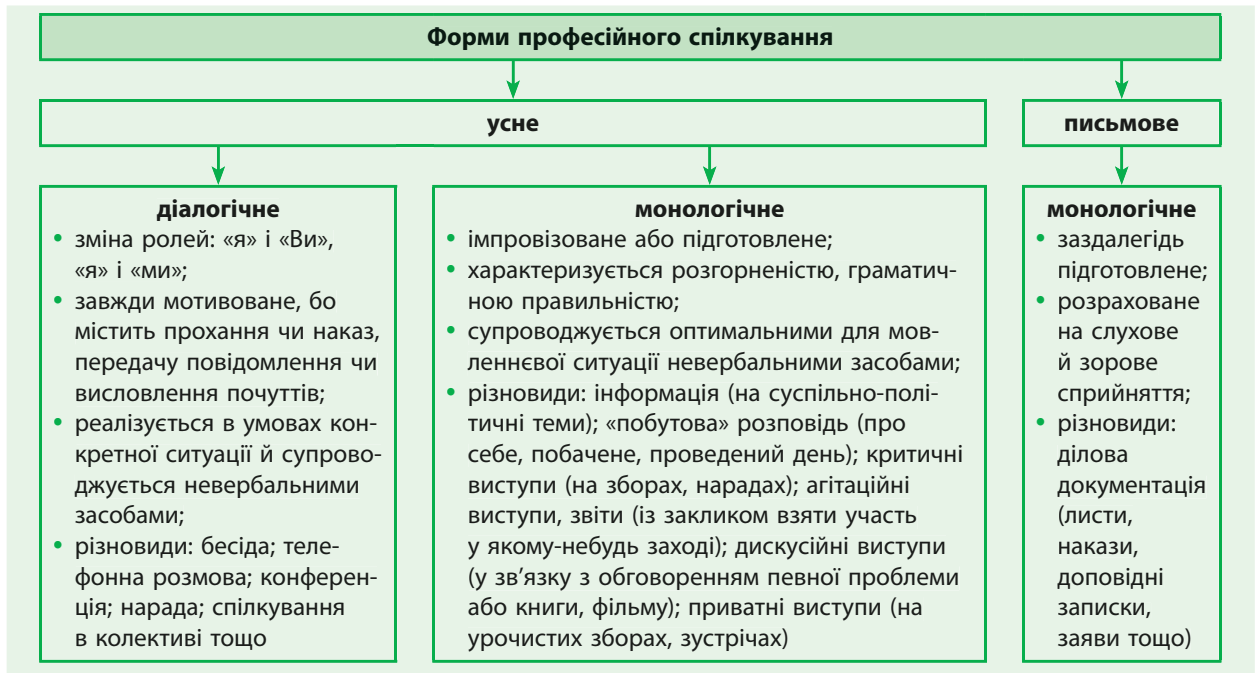 Форми професійного спілкування
усне
письмове
діалогічне
• зміна ролей: «я» і «Ви»,
«я» і «ми»;
• завжди мотивоване, бо
містить прохання чи наказ,
передачу повідомлення чи
висловлення почуттів;
• реалізується в умовах кон-
кретної ситуації й супрово-
джується невербальними
засобами;
• різновиди: бесіда; теле-
фонна розмова; конферен-
ція; нарада; спілкування
в колективі тощо
монологічне
• імпровізоване або підготовлене;
• характеризується розгорненістю, граматич-
ною правильністю;
• супроводжується оптимальними для мов-
леннєвої ситуації невербальними засобами;
• різновиди: інформація (на суспільно-полі-
тичні теми); «побутова» розповідь (про
себе, побачене, проведений день); критичні
виступи (на зборах, нарадах); агітаційні
виступи, звіти (із закликом взяти участь
у якому-небудь заході); дискусійні виступи
(у зв’язку з обговоренням певної проблеми
або книги, фільму); приватні виступи (на
урочистих зборах, зустрічах)
монологічне
• заздалегідь
підготовлене;
• розраховане
на слухове
й зорове
сприйняття;
• різновиди:
ділова
документація
(листи,
накази,
доповідні
записки,
заяви тощо)